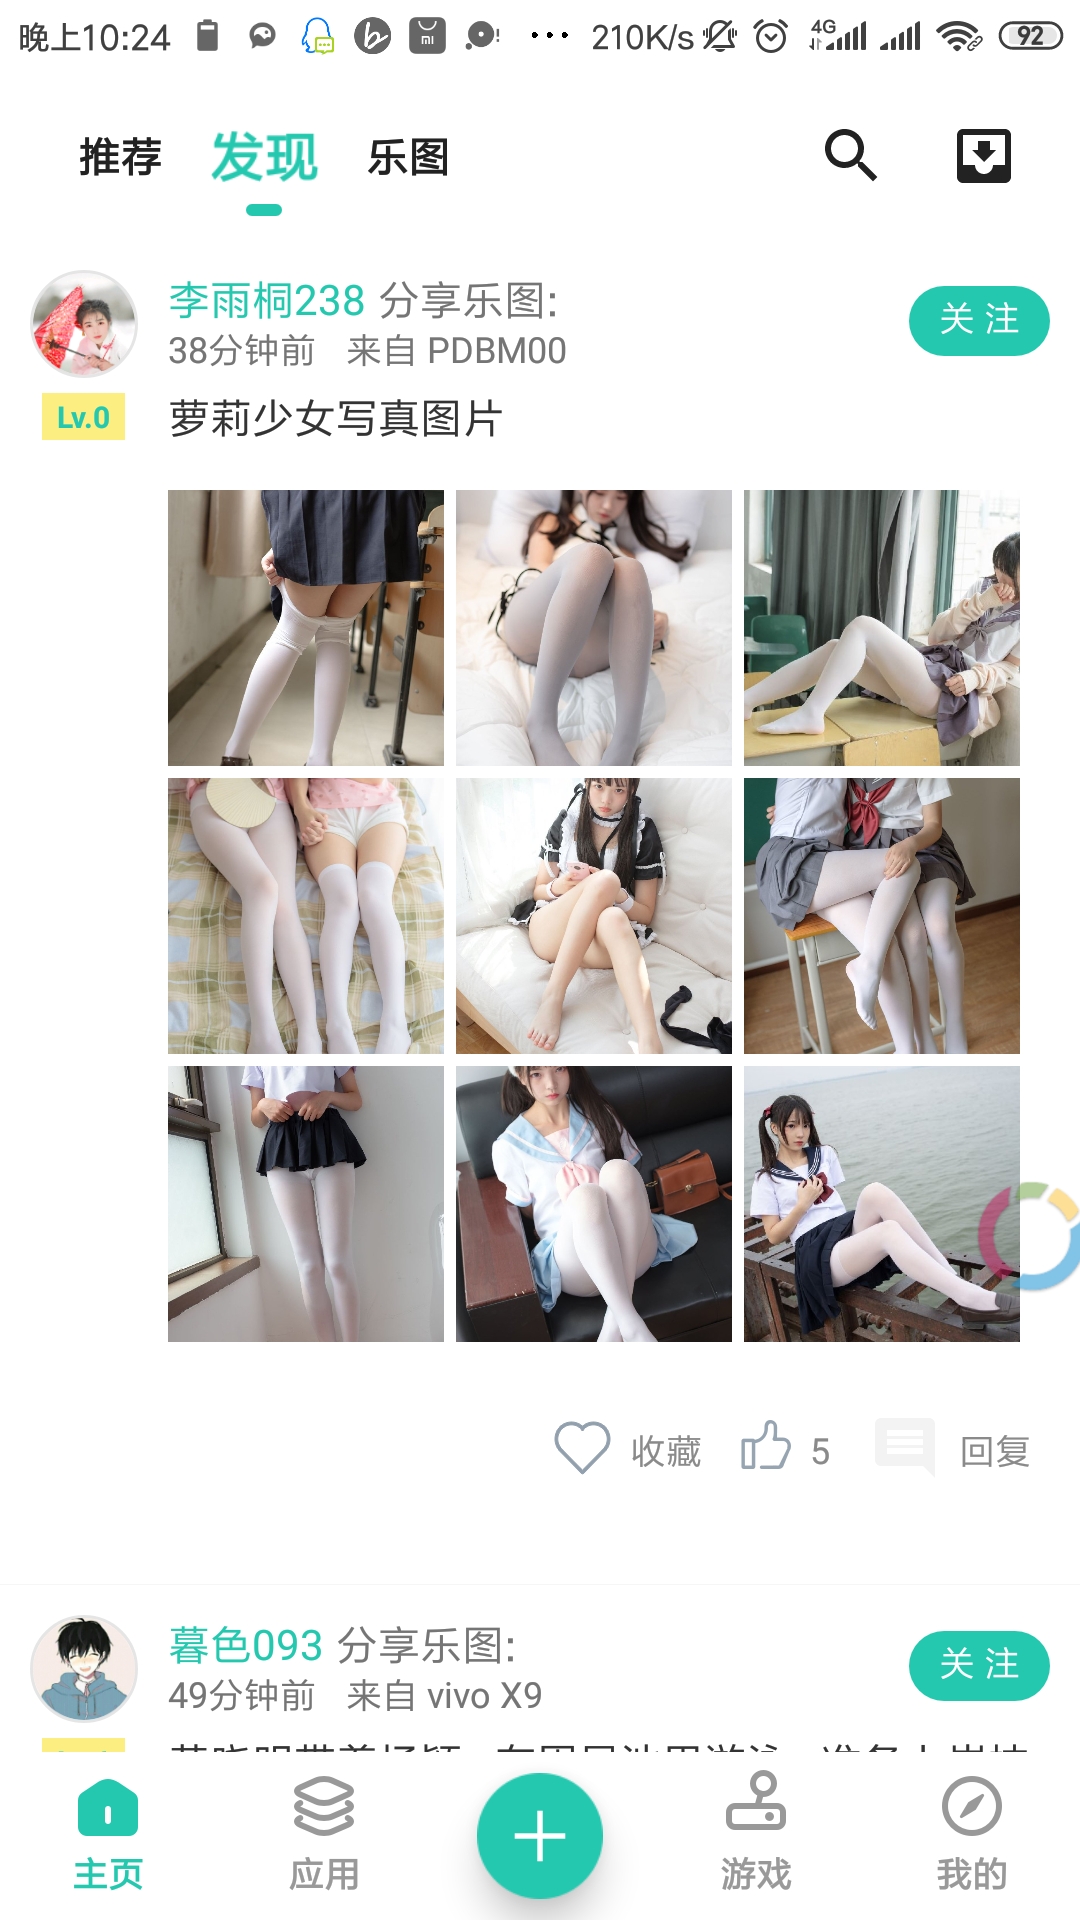 晚上10:24
210K/s
4G
92
推荐 发现 乐图
李雨桐238 分享乐图:
38分钟前 来自 PDBM00
关注
Lv.0
萝莉少女写真图片
收藏 5 回复
暮色093 分享乐图:
49分钟前 来自 vivo X9
关注
主页 应用 游戏 我的